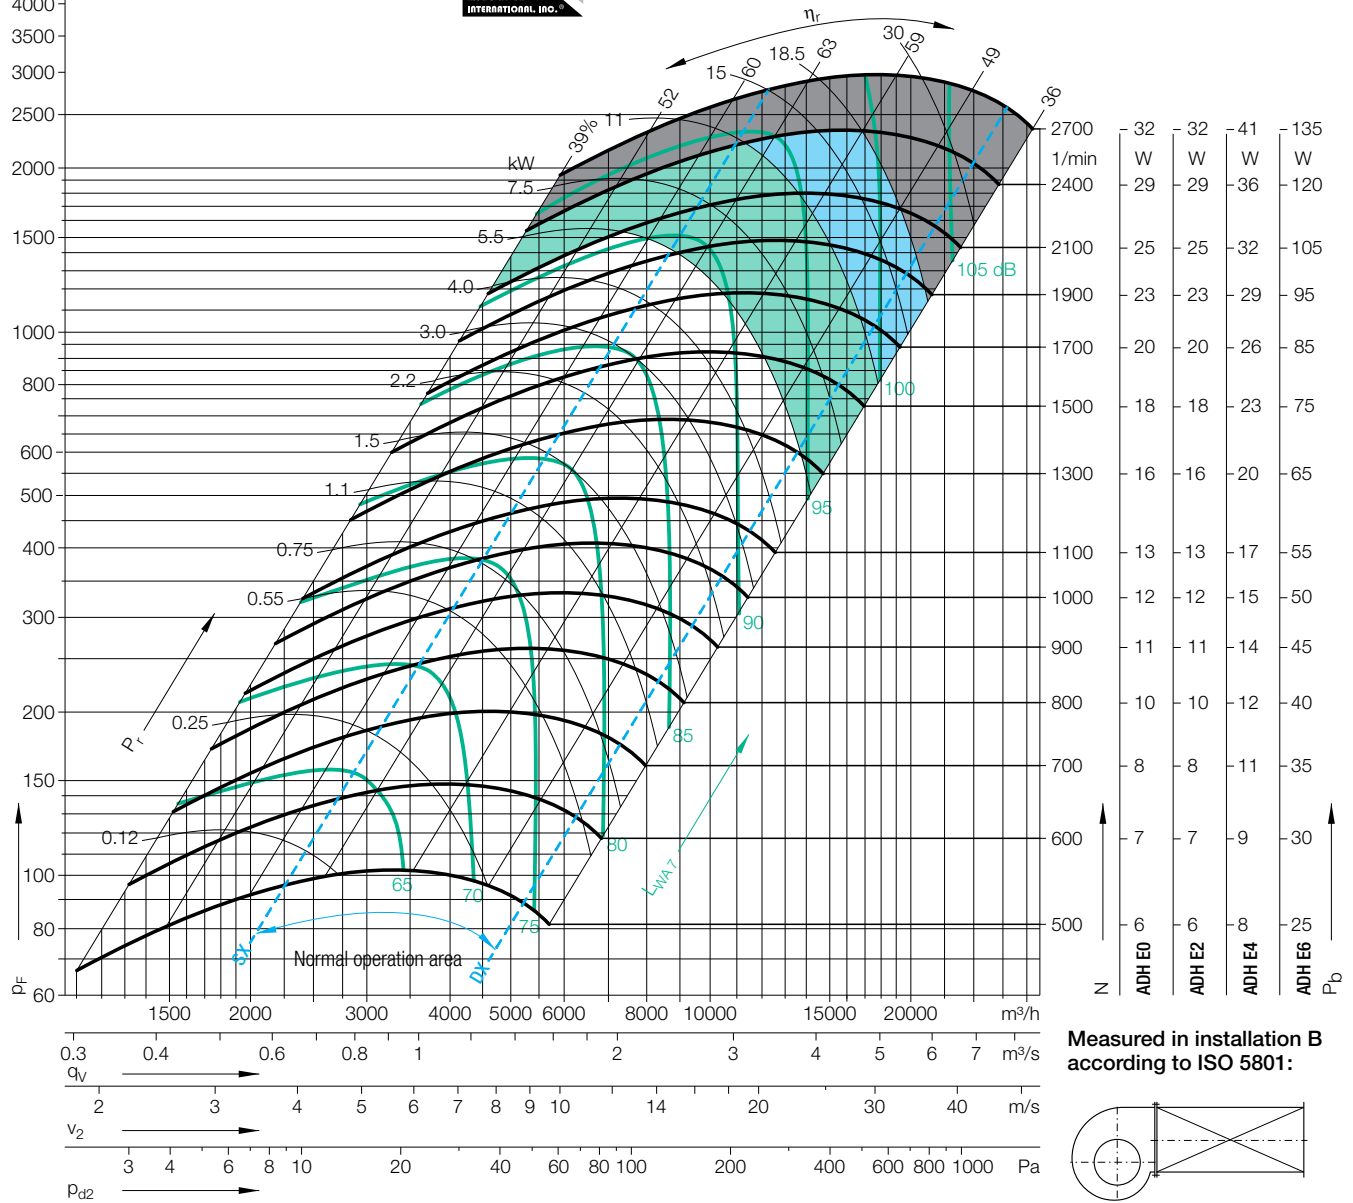 INTERNATIONAL, INC.®
4000
3500
3000
2500
2000
1500
1000
800
600
500
400
300
200
150
100
80
60
pF
ηr
39%
52
60
63
59
49
36
kW
30
18.5
15
11
7.5
5.5
4.0
3.0
2.2
1.5
1.1
0.75
0.55
0.25
0.12
Pr
105 dB
100
95
90
85
80
75
70
65
LWA7
SX
DX
Normal operation area
2700 32 32 41 135
1/min W W W W
2400 29 29 36 120
2100 25 25 32 105
1900 23 23 29 95
1700 20 20 26 85
1500 18 18 23 75
1300 16 16 20 65
1100 13 13 17 55
1000 12 12 15 50
900 11 11 14 45
800 10 10 12 40
700 8 8 11 35
600 7 7 9 30
500 6 6 8 25
N ADH E0 ADH E2 ADH E4 ADH E6 Pb
1500 2000 3000 4000 5000 6000 8000 10000 15000 20000 m³/h
0.3 0.4 0.6 0.8 1 2 3 4 5 6 7 m³/s
qV
2 3 4 5 6 7 8 9 10 14 20 30 40 m/s
v2
3 4 6 8 10 20 40 60 80 100 200 400 600 800 1000 Pa
pd2
Measured in installation B
according to ISO 5801: